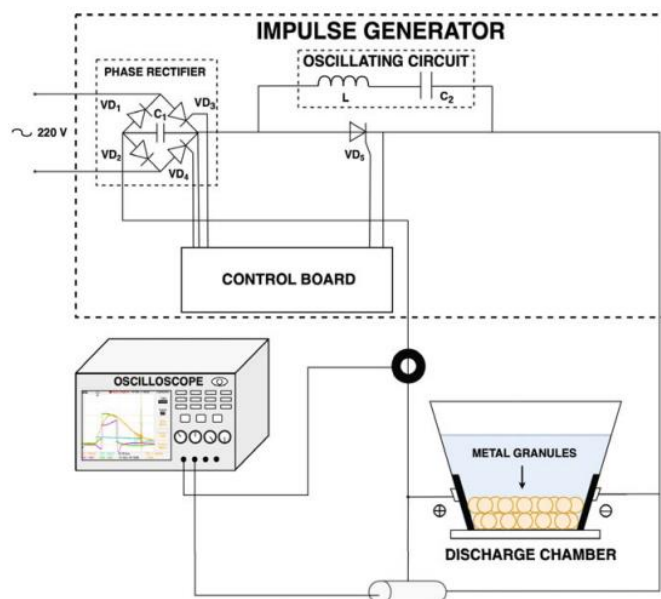 IMPULSE GENERATOR
OSCILLATING CIRCUIT
PHASE RECTIFIER
L
C₂
VD₁
C₁
VD₃
~ 220 V
VD₂
VD₄
VD₅
CONTROL BOARD
OSCILLOSCOPE
METAL GRANULES
⊕
⊖
DISCHARGE CHAMBER